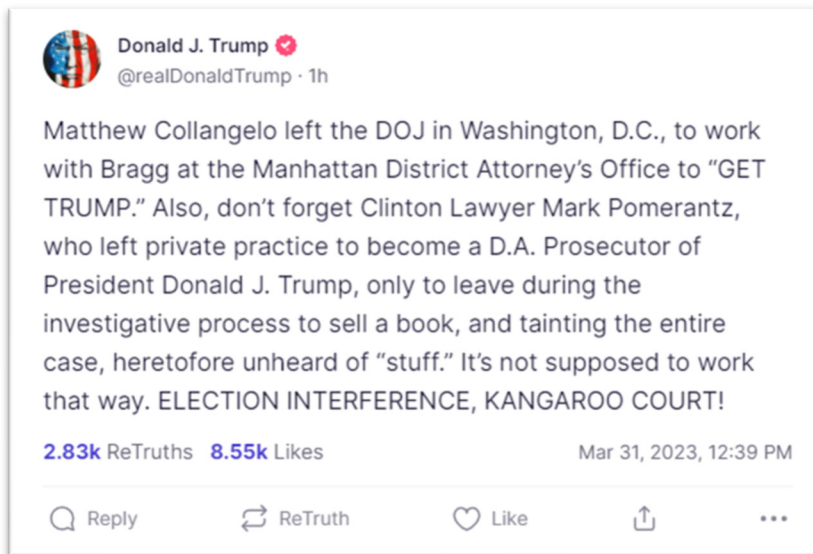 Donald J. Trump
@realDonaldTrump · 1h
Matthew Collangelo left the DOJ in Washington, D.C., to work
with Bragg at the Manhattan District Attorney's Office to “GET
TRUMP.” Also, don't forget Clinton Lawyer Mark Pomerantz,
who left private practice to become a D.A. Prosecutor of
President Donald J. Trump, only to leave during the
investigative process to sell a book, and tainting the entire
case, heretofore unheard of “stuff.” It's not supposed to work
that way. ELECTION INTERFERENCE, KANGAROO COURT!
2.83k ReTruths 8.55k Likes Mar 31, 2023, 12:39 PM
Reply ReTruth Like